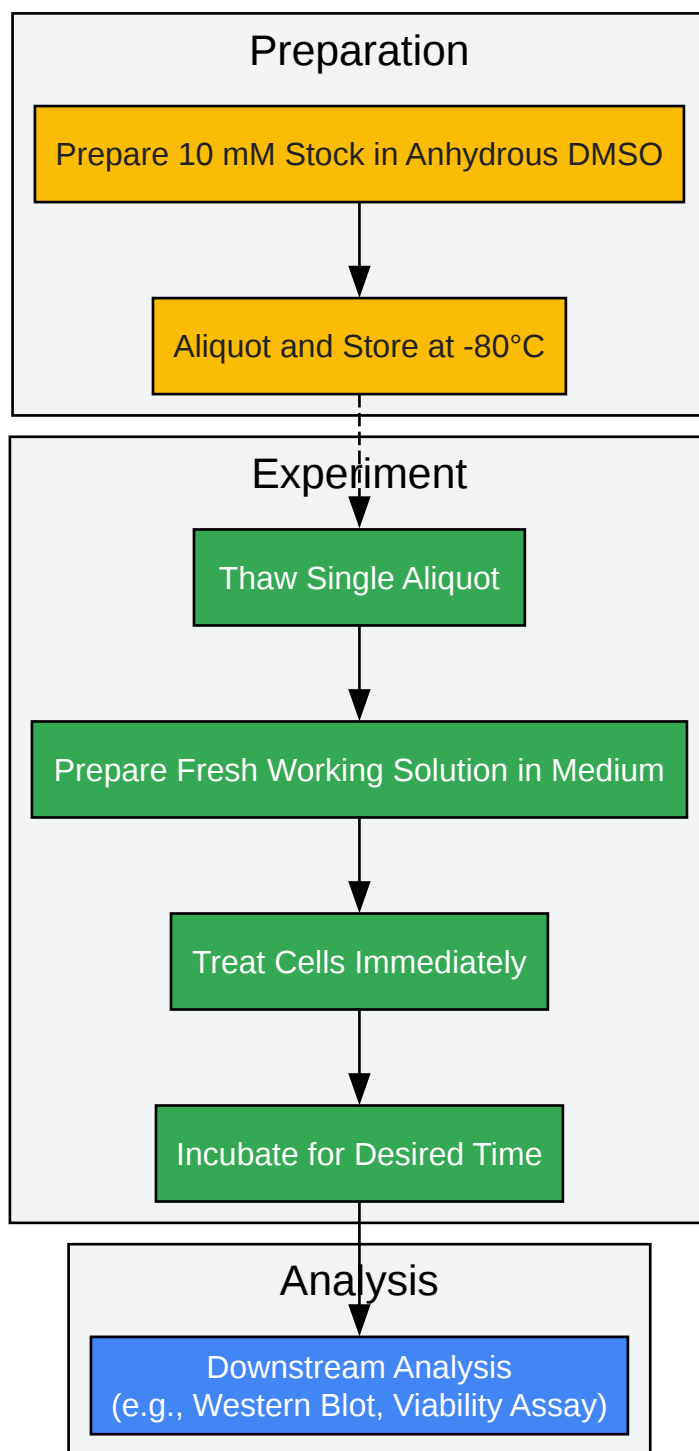 Preparation
Prepare 10 mM Stock in Anhydrous DMSO
Aliquot and Store at -80°C
Experiment
Thaw Single Aliquot
Prepare Fresh Working Solution in Medium
Treat Cells Immediately
Incubate for Desired Time
Analysis
Downstream Analysis
(e.g., Western Blot, Viability Assay)